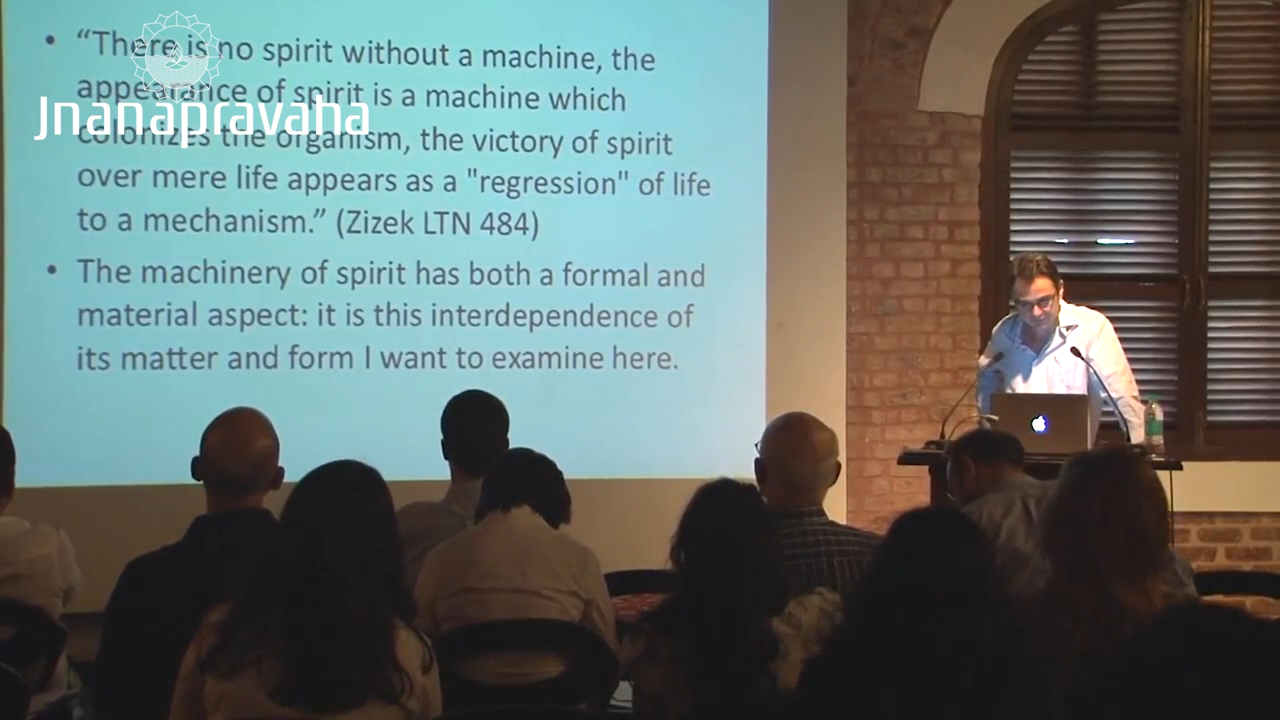 • “There is no spirit without a machine, the
appearance of spirit is a machine which
colonizes the organism, the victory of spirit
over mere life appears as a "regression" of life
to a mechanism.” (Zizek LTN 484)
• The machinery of spirit has both a formal and
material aspect: it is this interdependence of
its matter and form I want to examine here.
Jnanapravaha